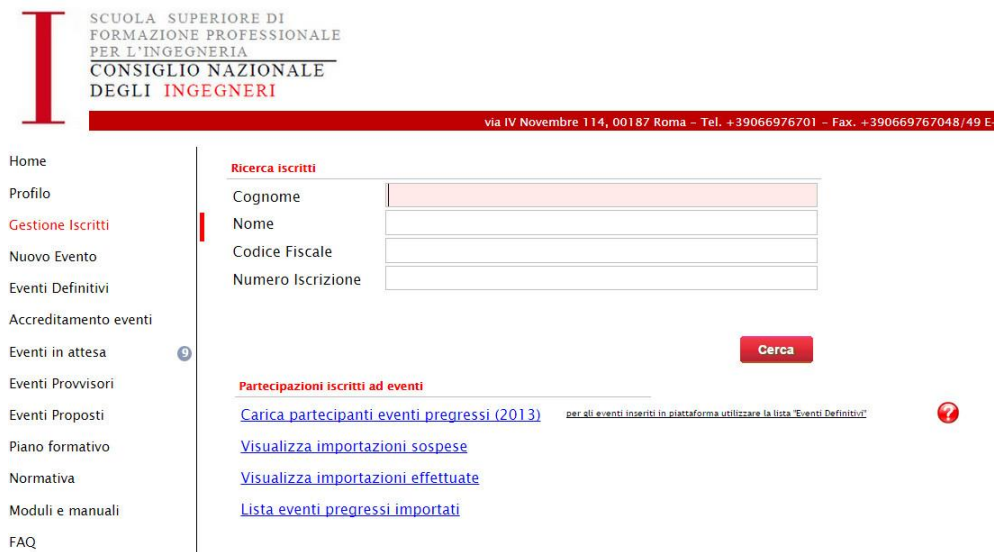 SCUOLA SUPERIORE DI
FORMAZIONE PROFESSIONALE
PER L'INGEGNERIA
CONSIGLIO NAZIONALE
DEGLI INGEGNERI
via IV Novembre 114, 00187 Roma – Tel. +39066976701 – Fax. +390669767048/49 E-
Home
Profilo
Gestione Iscritti
Nuovo Evento
Eventi Definitivi
Accreditamento eventi
Eventi in attesa 9
Eventi Provvisori
Eventi Proposti
Piano formativo
Normativa
Moduli e manuali
FAQ
Ricerca iscritti
Cognome
Nome
Codice Fiscale
Numero Iscrizione
Cerca
Partecipazioni iscritti ad eventi
Carica partecipanti eventi pregressi (2013) per gli eventi inseriti in piattaforma utilizzare la lista "Eventi Definitivi" ?
Visualizza importazioni sospese
Visualizza importazioni effettuate
Lista eventi pregressi importati